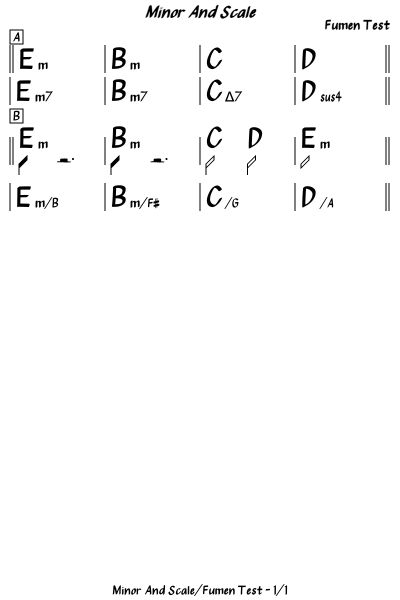 Minor And Scale
Fumen Test
A
Em Bm C D
Em7 Bm7 CΔ7 Dsus4
B
Em Bm C D Em
Em/B Bm/F# C/G D/A
Minor And Scale/Fumen Test - 1/1